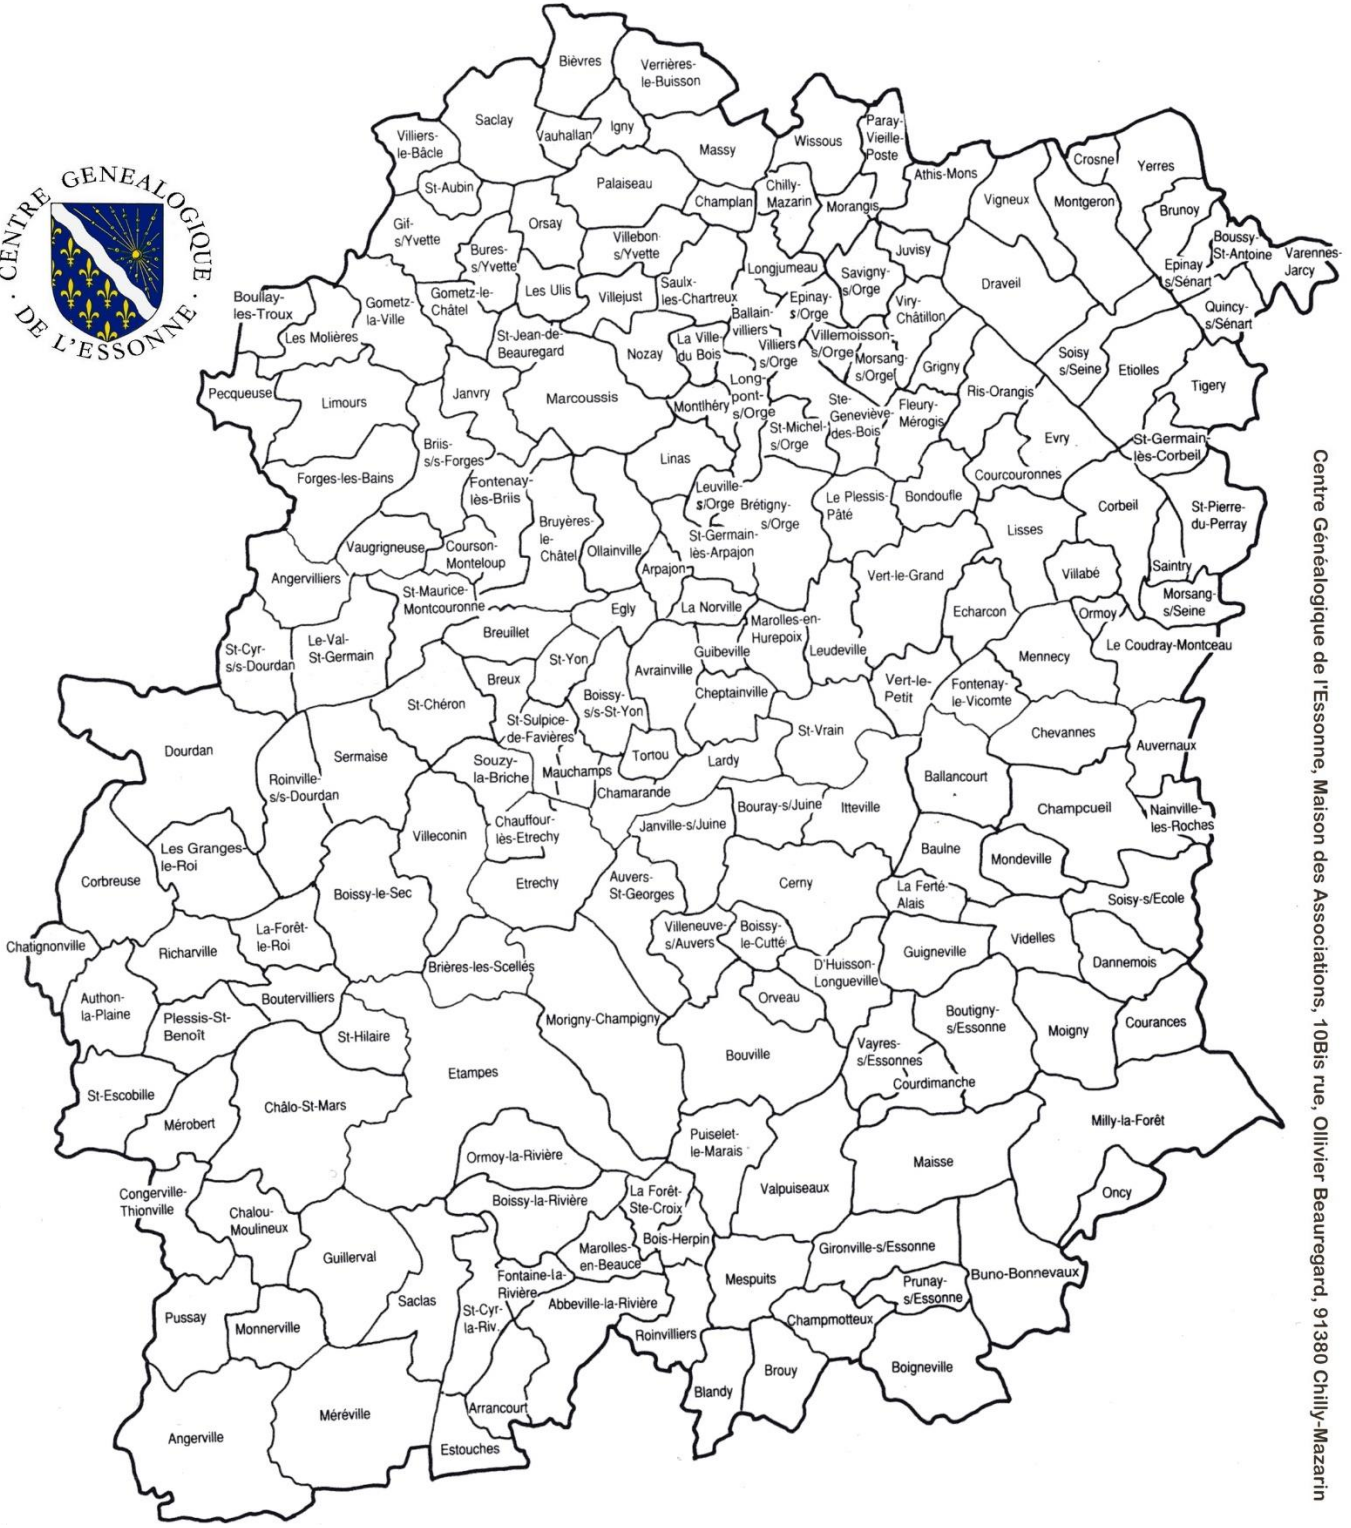 CENTRE GENEALOGIQUE
· DE L'ESSONNE ·
Bièvres
Verrières-
le-Buisson
Saclay
Vauhallan
Igny
Villiers-
le-Bâcle
Massy
Wissous
Paray-
Vieille-
Poste
Crosne
Yerres
St-Aubin
Palaiseau
Champlan
Chilly-
Mazarin
Morangis
Athis-Mons
Vigneux
Montgeron
Brunoy
Gif-
s/Yvette
Orsay
Bures-
s/Yvette
Villebon-
s/Yvette
Longjumeau
Savigny-
s/Orge
Juvisy
Draveil
Epinay-
s/Sénart
Boussy-
St-Antoine
Varennes-
Jarcy
Boullay-
les-Troux
Gometz-
la-Ville
Gometz-le-
Châtel
Les Ulis
Villejust
Saulx-
les-Chartreux
Ballain-
villiers
Epinay-
s/Orge
Viry-
Châtillon
Quincy-
s/Sénart
Les Molières
St-Jean-de-
Beauregard
Nozay
La Ville-
du Bois
Villiers
s/Orge
Villemoisson-
s/Orge
Morsang-
s/Orge
Grigny
Soisy
s/Seine
Etiolles
Tigery
Pecqueuse
Limours
Janvry
Marcoussis
Montlhéry
Long-
pont-
s/Orge
Ste-
Geneviève-
des-Bois
Fleury-
Mérogis
Ris-Orangis
Evry
St-Germain-
lès-Corbeil
Briis-
s/s-Forges
Linas
St-Michel-
s/Orge
Forges-les-Bains
Fontenay-
lès-Briis
Leuville-
s/Orge
Brétigny-
s/Orge
Le Plessis-
Pâté
Bondoufle
Courcouronnes
Corbeil
St-Pierre-
du-Perray
Lisses
Vaugrigneuse
Courson-
Monteloup
Bruyères-
le-
Châtel
Ollainville
St-Germain-
lès-Arpajon
Arpajon
Angervilliers
St-Maurice-
Montcouronne
Vert-le-Grand
Villabé
Saintry
Morsang-
s/Seine
Egly
La Norville
Marolles-en-
Hurepoix
Echarcon
Ormoy
St-Cyr-
s/s-Dourdan
Le-Val-
St-Germain
Breuillet
St-Yon
Avrainville
Guibeville
Leudeville
Mennecy
Le Coudray-Montceau
Breux
Cheptainville
Vert-le-
Petit
Fontenay-
le-Vicomte
St-Chéron
Boissy-
s/s-St-Yon
St-Sulpice-
de-Favières
St-Vrain
Chevannes
Auvernaux
Dourdan
Sermaise
Souzy-
la-Briche
Mauchamps
Tortou
Lardy
Roinville-
s/s-Dourdan
Chamarande
Ballancourt
Champcueil
Nainville-
les-Roches
Villeconin
Chauffour-
lès-Etrechy
Janville-s/Juine
Bouray-s/Juine
Itteville
Les Granges-
le-Roi
Baulne
Mondeville
Corbreuse
Boissy-le-Sec
Etrechy
Auvers-
St-Georges
Cerny
La Ferté-
Alais
Soisy-s/Ecole
Chatignonville
Richarville
La-Forêt-
le-Roi
Brières-les-Scellés
Villeneuve-
s/Auvers
Boissy-
le-Cutté
D'Huisson-
Longueville
Guigneville
Videlles
Dannemois
Authon-
la-Plaine
Boutervilliers
Plessis-St-
Benoît
St-Hilaire
Morigny-Champigny
Orveau
Boutigny-
s/Essonne
Moigny
Courances
Bouville
Vayres-
s/Essonnes
Courdimanche
St-Escobille
Mérobert
Châlo-St-Mars
Etampes
Puiselet-
le-Marais
Maisse
Milly-la-Forêt
Ormoy-la-Rivière
Valpuiseaux
Oncy
Congerville-
Thionville
Chalou-
Moulineux
Boissy-la-Rivière
La Forêt-
Ste-Croix
Guillerval
Marolles-
en-Beauce
Bois-Herpin
Gironville-s/Essonne
Mespuits
Prunay-
s/Essonne
Buno-Bonnevaux
Pussay
Monnerville
Saclas
St-Cyr-
la-Riv.
Fontaine-la-
Rivière
Abbeville-la-Rivière
Roinvilliers
Champmotteux
Blandy
Brouy
Boigneville
Angerville
Méréville
Arrancourt
Estouches
Centre Généalogique de l'Essonne, Maison des Associations, 10Bis rue, Ollivier Beauregard, 91380 Chilly-Mazarin